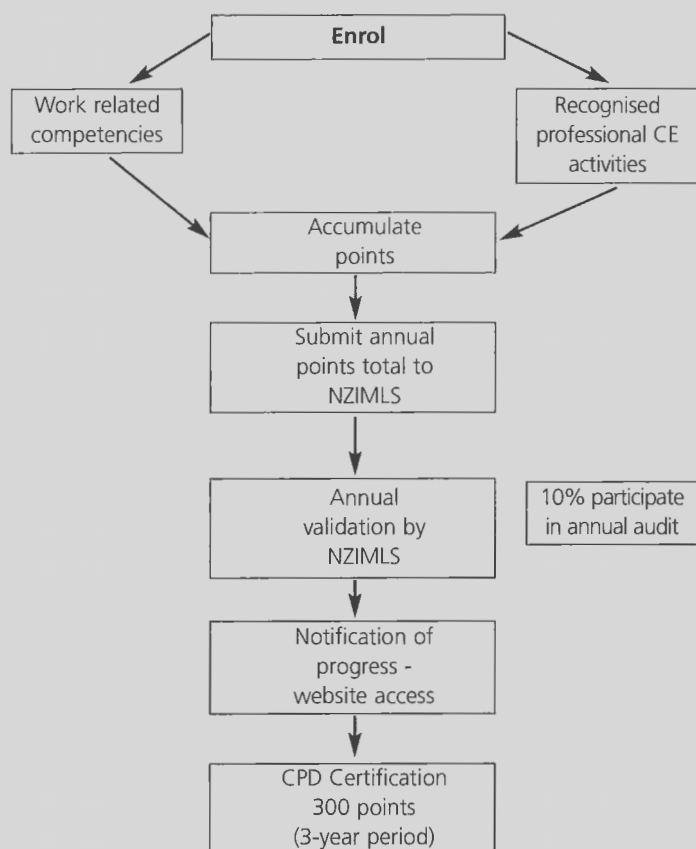 Enrol
Work related
competencies
Recognised
professional CE
activities
Accumulate
points
Submit annual
points total to
NZIMLS
Annual
validation by
NZIMLS
10% participate
in annual audit
Notification of
progress -
website access
CPD Certification
300 points
(3-year period)